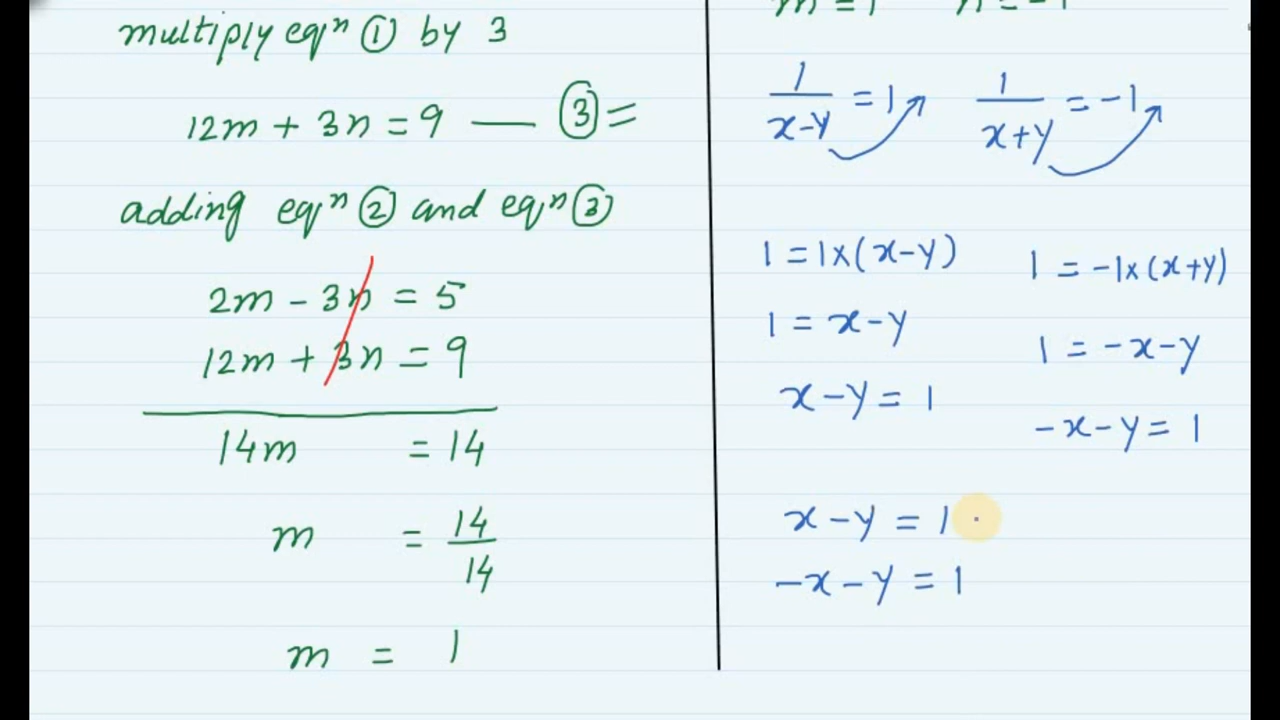 multiply eqⁿ ① by 3
12m + 3n = 9 — ③ =
adding eqⁿ ② and eqⁿ ③
2m - 3n = 5
12m + 3n = 9
14m = 14
m = 14/14
m = 1
m = 1 n = -1
1/(x-y) = 1 1/(x+y) = -1
1 = 1×(x-y) 1 = -1×(x+y)
1 = x-y 1 = -x-y
x-y = 1 -x-y = 1
x-y = 1
-x-y = 1